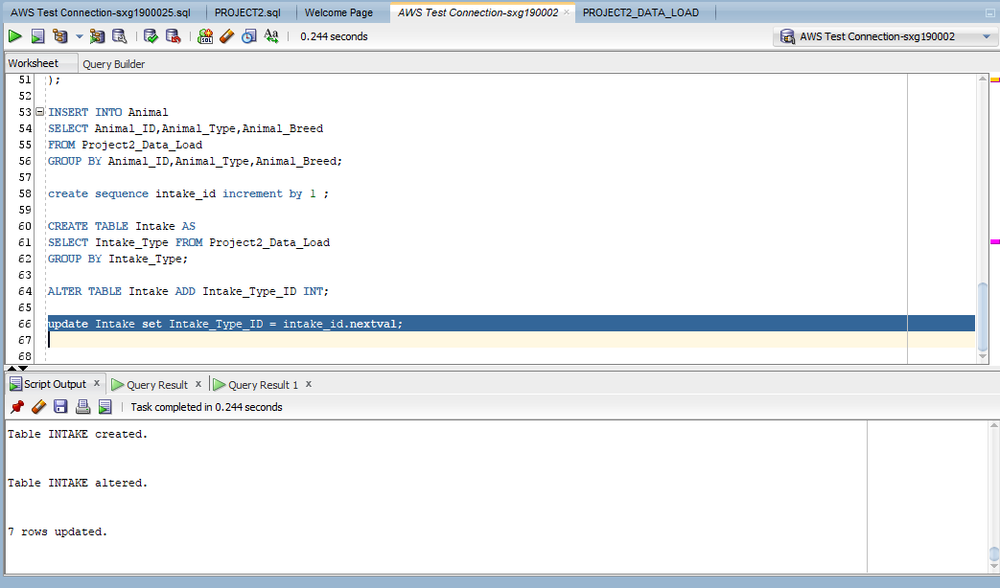 AWS Test Connection-sxg1900025.sql PROJECT2.sql Welcome Page AWS Test Connection-sxg190002 PROJECT2_DATA_LOAD
0.244 seconds AWS Test Connection-sxg190002
Worksheet Query Builder
51 );
52
53 INSERT INTO Animal
54 SELECT Animal_ID,Animal_Type,Animal_Breed
55 FROM Project2_Data_Load
56 GROUP BY Animal_ID,Animal_Type,Animal_Breed;
57
58 create sequence intake_id increment by 1 ;
59
60 CREATE TABLE Intake AS
61 SELECT Intake_Type FROM Project2_Data_Load
62 GROUP BY Intake_Type;
63
64 ALTER TABLE Intake ADD Intake_Type_ID INT;
65
66 update Intake set Intake_Type_ID = intake_id.nextval;
67
68
Script Output x Query Result x Query Result 1 x
Task completed in 0.244 seconds
Table INTAKE created.
Table INTAKE altered.
7 rows updated.